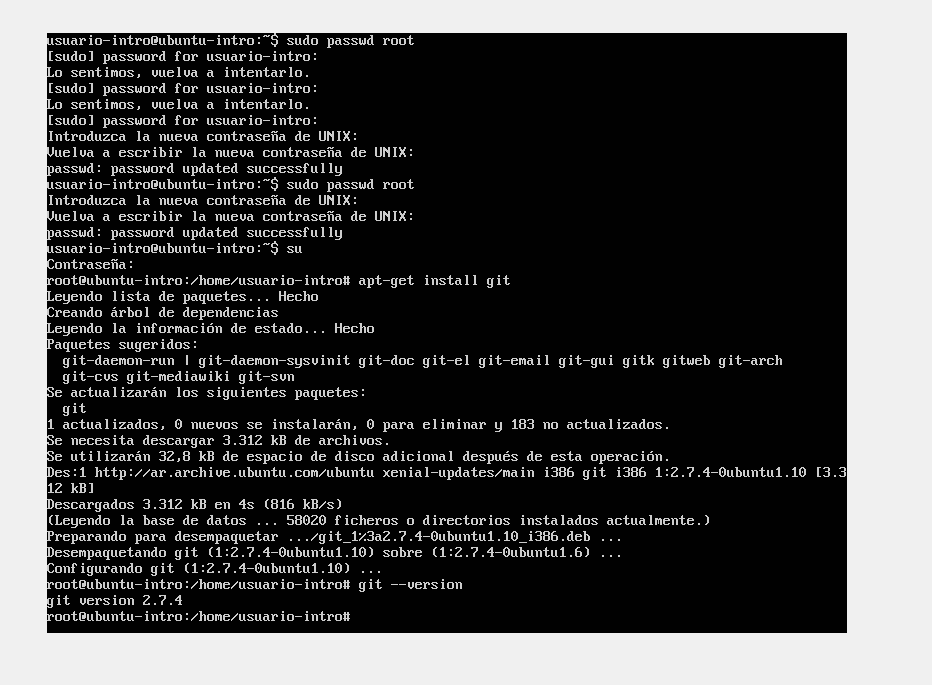 usuario-intro@ubuntu-intro:~$ sudo passwd root
[sudo] password for usuario-intro:
Lo sentimos, vuelva a intentarlo.
[sudo] password for usuario-intro:
Lo sentimos, vuelva a intentarlo.
[sudo] password for usuario-intro:
Introduzca la nueva contraseña de UNIX:
Vuelva a escribir la nueva contraseña de UNIX:
passwd: password updated successfully
usuario-intro@ubuntu-intro:~$ sudo passwd root
Introduzca la nueva contraseña de UNIX:
Vuelva a escribir la nueva contraseña de UNIX:
passwd: password updated successfully
usuario-intro@ubuntu-intro:~$ su
Contraseña:
root@ubuntu-intro:/home/usuario-intro# apt-get install git
Leyendo lista de paquetes... Hecho
Creando árbol de dependencias
Leyendo la información de estado... Hecho
Paquetes sugeridos:
  git-daemon-run | git-daemon-sysvinit git-doc git-el git-email git-gui gitk gitweb git-arch
  git-cvs git-mediawiki git-svn
Se actualizarán los siguientes paquetes:
  git
1 actualizados, 0 nuevos se instalarán, 0 para eliminar y 183 no actualizados.
Se necesita descargar 3.312 kB de archivos.
Se utilizarán 32,8 kB de espacio de disco adicional después de esta operación.
Des:1 http://ar.archive.ubuntu.com/ubuntu xenial-updates/main i386 git i386 1:2.7.4-0ubuntu1.10 [3.3
12 kB]
Descargados 3.312 kB en 4s (816 kB/s)
(Leyendo la base de datos ... 58020 ficheros o directorios instalados actualmente.)
Preparando para desempaquetar .../git_1%3a2.7.4-0ubuntu1.10_i386.deb ...
Desempaquetando git (1:2.7.4-0ubuntu1.10) sobre (1:2.7.4-0ubuntu1.6) ...
Configurando git (1:2.7.4-0ubuntu1.10) ...
root@ubuntu-intro:/home/usuario-intro# git --version
git version 2.7.4
root@ubuntu-intro:/home/usuario-intro#